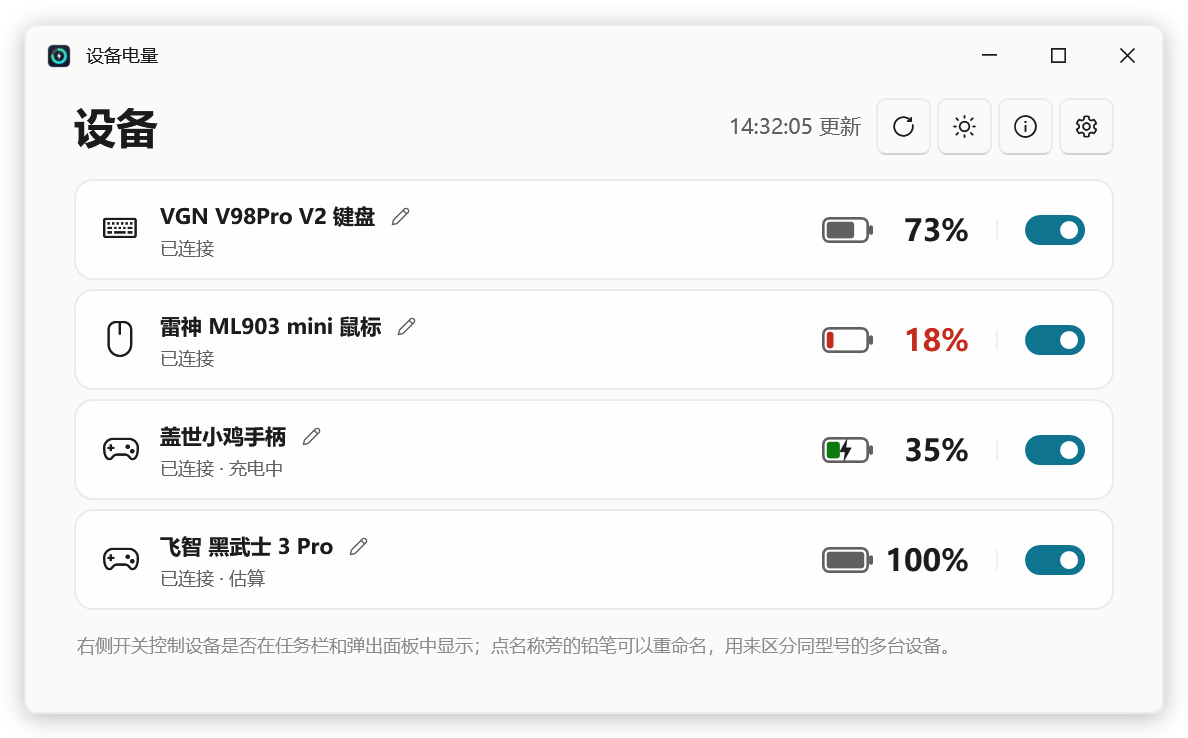 设备电量
设备
14:32:05 更新
VGN V98Pro V2 键盘
已连接
73%
雷神 ML903 mini 鼠标
已连接
18%
盖世小鸡手柄
已连接 · 充电中
35%
飞智 黑武士 3 Pro
已连接 · 估算
100%
右侧开关控制设备是否在任务栏和弹出面板中显示；点名称旁的铅笔可以重命名，用来区分同型号的多台设备。